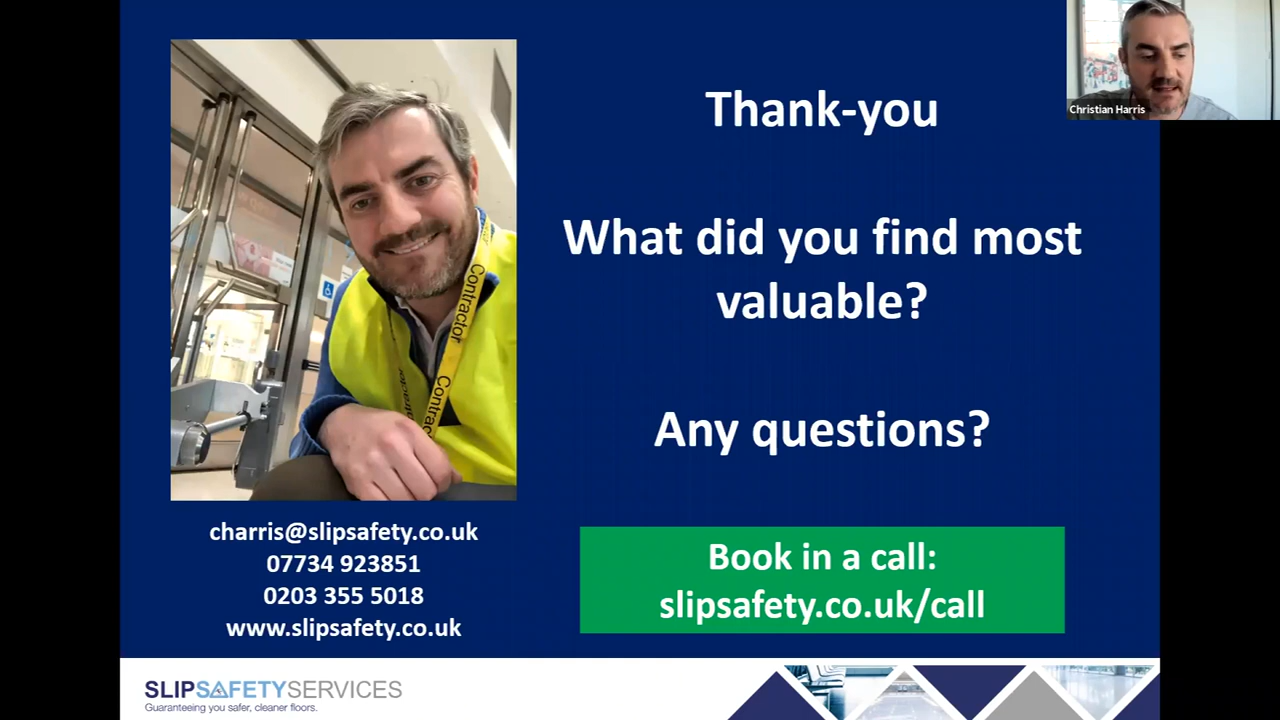 Christian Harris
Thank-you
What did you find most
valuable?
Any questions?
Contractor
Contrac
charris@slipsafety.co.uk
07734 923851
0203 355 5018
www.slipsafety.co.uk
Book in a call:
slipsafety.co.uk/call
SLIPSAFETYSERVICES
Guaranteeing you safer, cleaner floors.